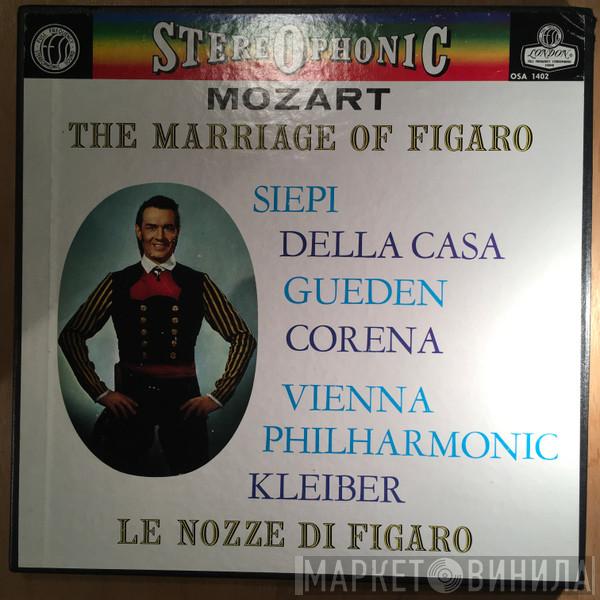 STEREOPHONIC
LONDON
OSA 1402
MOZART
THE MARRIAGE OF FIGARO
SIEPI
DELLA CASA
GUEDEN
CORENA
VIENNA
PHILHARMONIC
KLEIBER
LE NOZZE DI FIGARO
МАРКЕТ ВИНИЛА